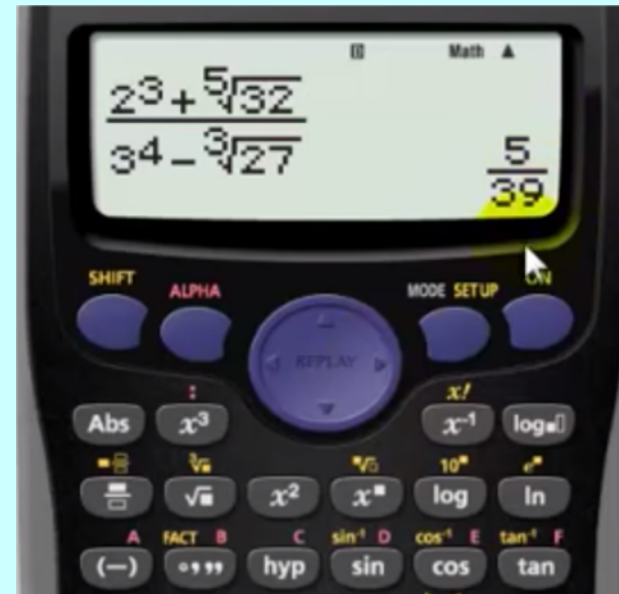 D Math ▲
2³ + ⁵√32
3⁴ − ³√27
5
39
SHIFT ALPHA MODE SETUP ON
REPLAY
: x!
Abs x³ x⁻¹ log■□
³√■ ■√□ 10■ e■
√■ x² x■ log ln
A FACT B C sin⁻¹ D cos⁻¹ E tan⁻¹ F
(−) °'" hyp sin cos tan